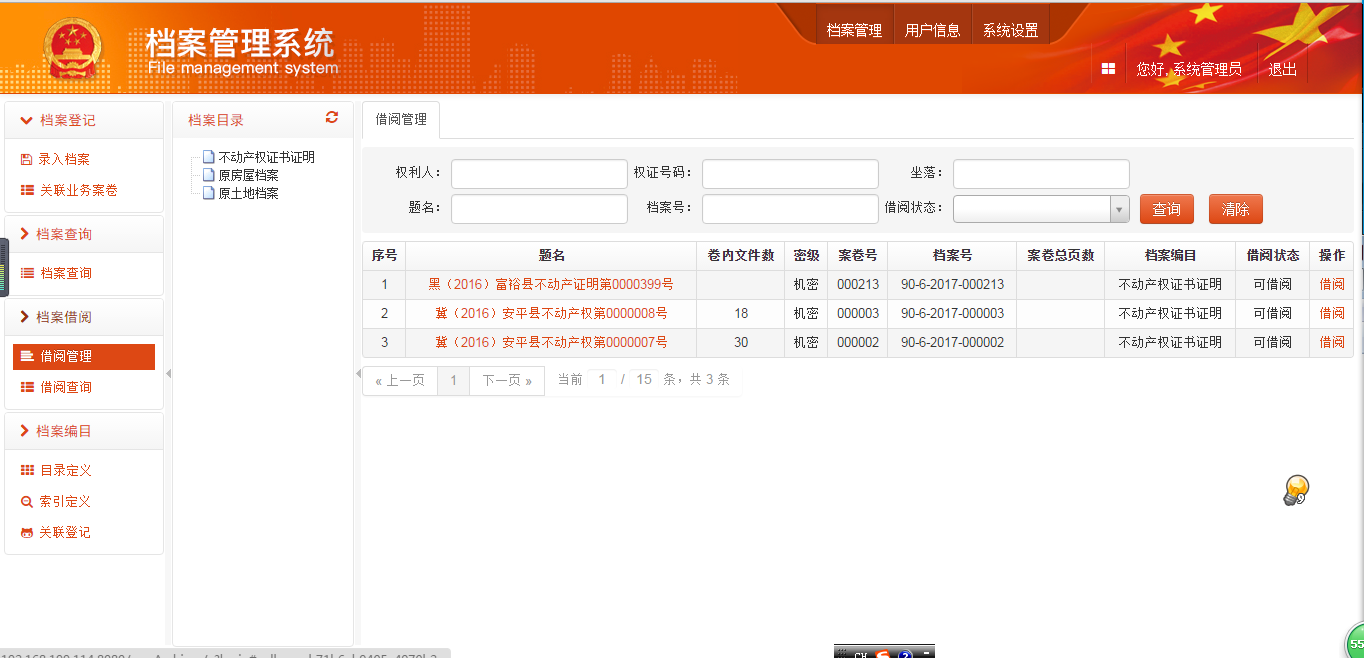 档案管理系统
File management system
档案管理 用户信息 系统设置
您好, 系统管理员 退出
档案登记
录入档案
关联业务案卷
档案查询
档案查询
档案借阅
借阅管理
借阅查询
档案编目
目录定义
索引定义
关联登记
档案目录
不动产权证书证明
原房屋档案
原土地档案
借阅管理
权利人： 权证号码： 坐落：
题名： 档案号： 借阅状态： 查询 清除
序号 题名 卷内文件数 密级 案卷号 档案号 案卷总页数 档案编目 借阅状态 操作
1 黑（2016）富裕县不动产证明第0000399号 机密 000213 90-6-2017-000213 不动产权证书证明 可借阅 借阅
2 冀（2016）安平县不动产权第0000008号 18 机密 000003 90-6-2017-000003 不动产权证书证明 可借阅 借阅
3 冀（2016）安平县不动产权第0000007号 30 机密 000002 90-6-2017-000002 不动产权证书证明 可借阅 借阅
« 上一页 1 下一页 » 当前 1 / 15 条，共 3 条
CH
55